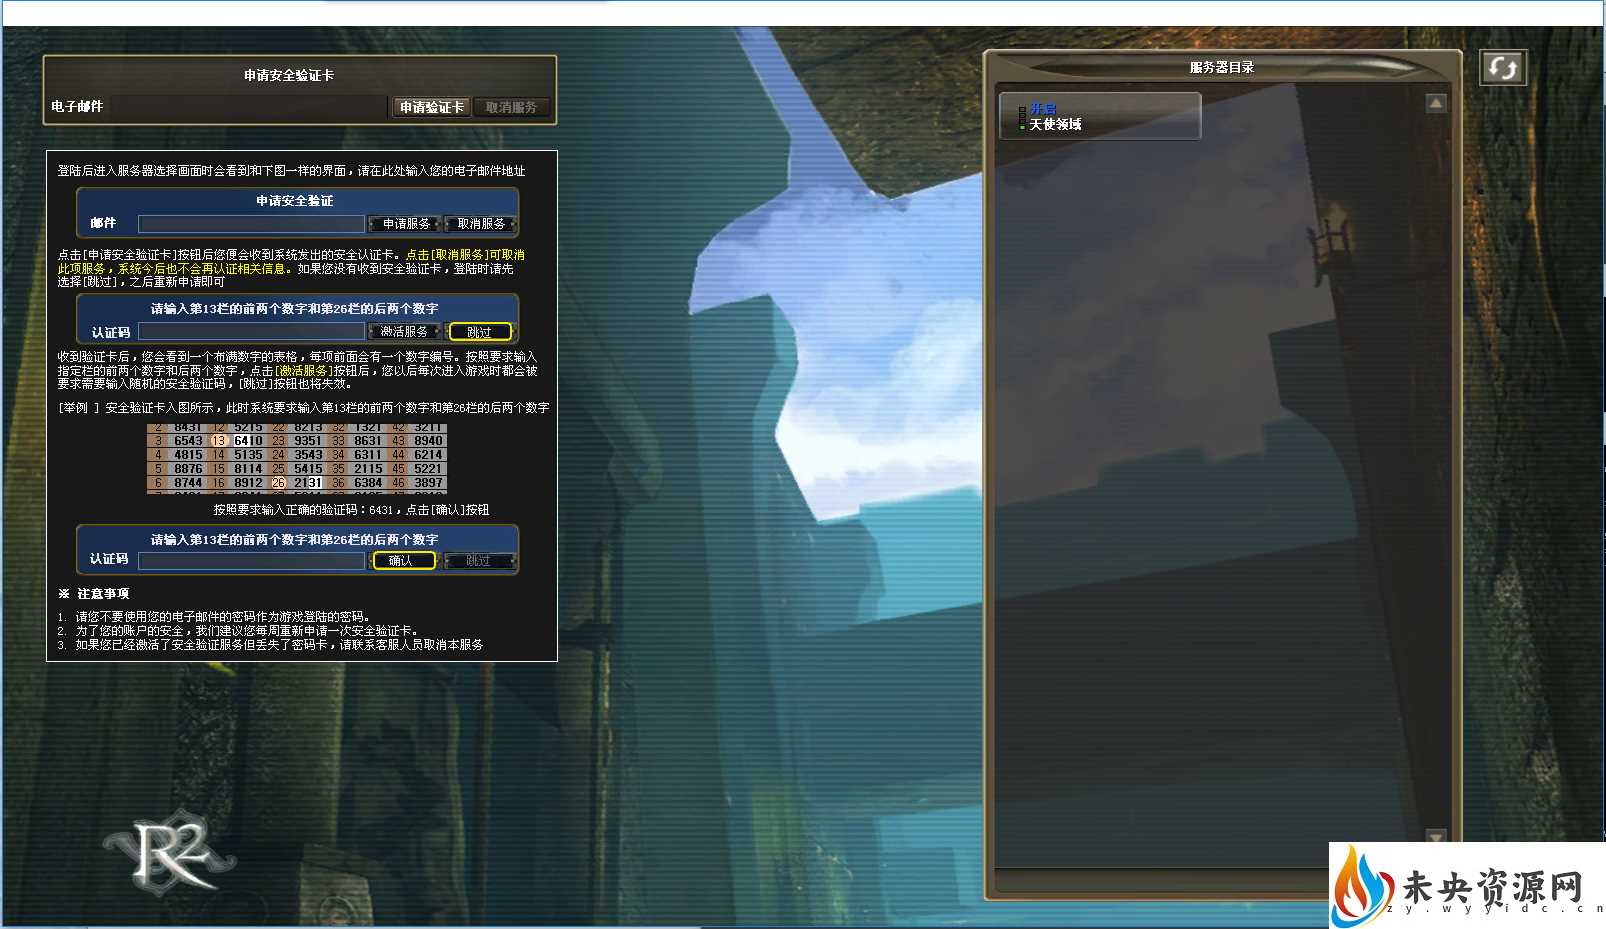 申请安全验证卡
电子邮件 申请验证卡 取消服务
登陆后进入服务器选择画面时会看到和下图一样的界面，请在此处输入您的电子邮件地址
申请安全验证
邮件 申请服务 取消服务
点击[申请安全验证卡]按钮后您便会收到系统发出的安全认证卡。点击[取消服务]可取消
此项服务，系统今后也不会再认证相关信息。如果您没有收到安全验证卡，登陆时请先
选择[跳过]，之后重新申请即可
请输入第13栏的前两个数字和第26栏的后两个数字
认证码 激活服务 跳过
收到验证卡后，您会看到一个布满数字的表格，每项前面会有一个数字编号。按照要求输入
指定栏的前两个数字和后两个数字，点击[激活服务]按钮后，您以后每次进入游戏时都会被
要求需要输入随机的安全验证码，[跳过]按钮也将失效。
[举例 ] 安全验证卡入图所示，此时系统要求输入第13栏的前两个数字和第26栏的后两个数字
2 8431 12 5215 22 8213 32 1321 42 3211
3 6543 13 6410 23 9351 33 8631 43 8940
4 4815 14 5135 24 3543 34 6311 44 6214
5 8876 15 8114 25 5415 35 2115 45 5221
6 8744 16 8912 26 2131 36 6384 46 3897
按照要求输入正确的验证码：6431，点击[确认]按钮
请输入第13栏的前两个数字和第26栏的后两个数字
认证码 确认 跳过
※ 注意事项
1. 请您不要使用您的电子邮件的密码作为游戏登陆的密码。
2. 为了您的账户的安全，我们建议您每周重新申请一次安全验证卡。
3. 如果您已经激活了安全验证服务但丢失了密码卡，请联系客服人员取消本服务
R2
服务器目录
开启
天使领域
未央资源网
zy.wyyidc.cn